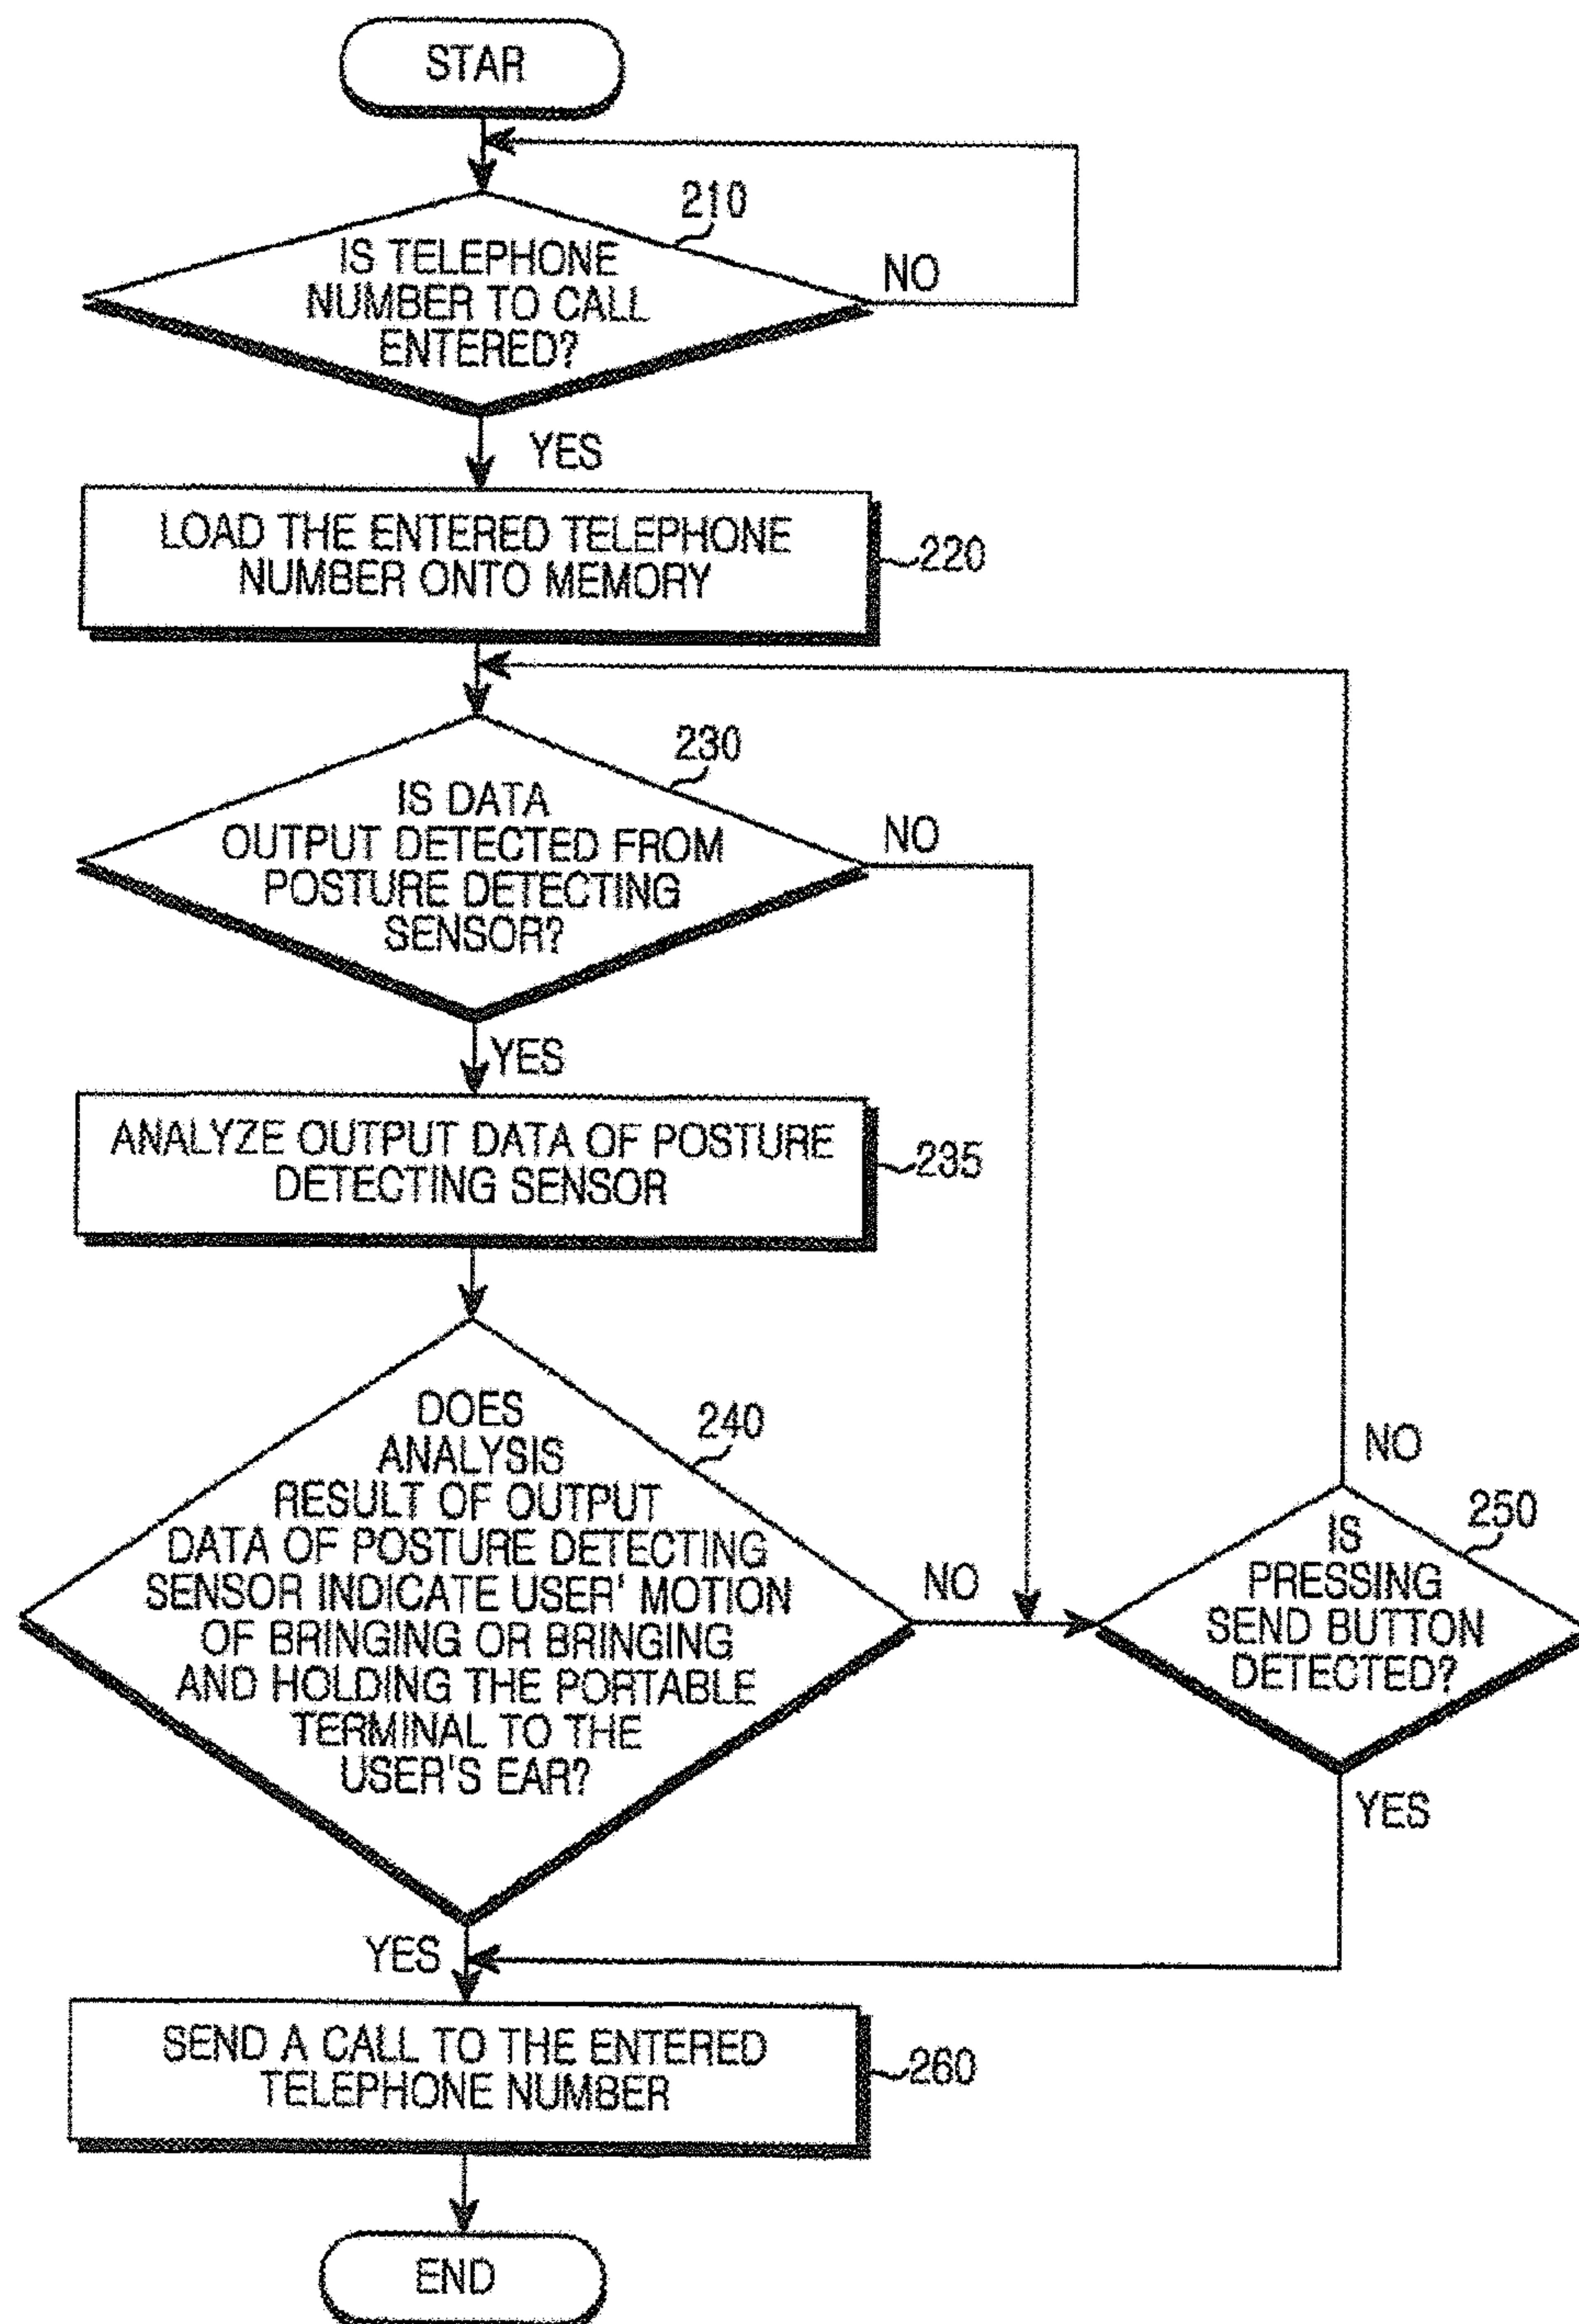 STAR
210
IS TELEPHONE
NUMBER TO CALL
ENTERED?
NO
YES
LOAD THE ENTERED TELEPHONE
NUMBER ONTO MEMORY
220
230
IS DATA
OUTPUT DETECTED FROM
POSTURE DETECTING
SENSOR?
NO
YES
ANALYZE OUTPUT DATA OF POSTURE
DETECTING SENSOR
235
240
DOES
ANALYSIS
RESULT OF OUTPUT
DATA OF POSTURE DETECTING
SENSOR INDICATE USER' MOTION
OF BRINGING OR BRINGING
AND HOLDING THE PORTABLE
TERMINAL TO THE
USER'S EAR?
NO
YES
NO
250
IS
PRESSING
SEND BUTTON
DETECTED?
YES
SEND A CALL TO THE ENTERED
TELEPHONE NUMBER
260
END